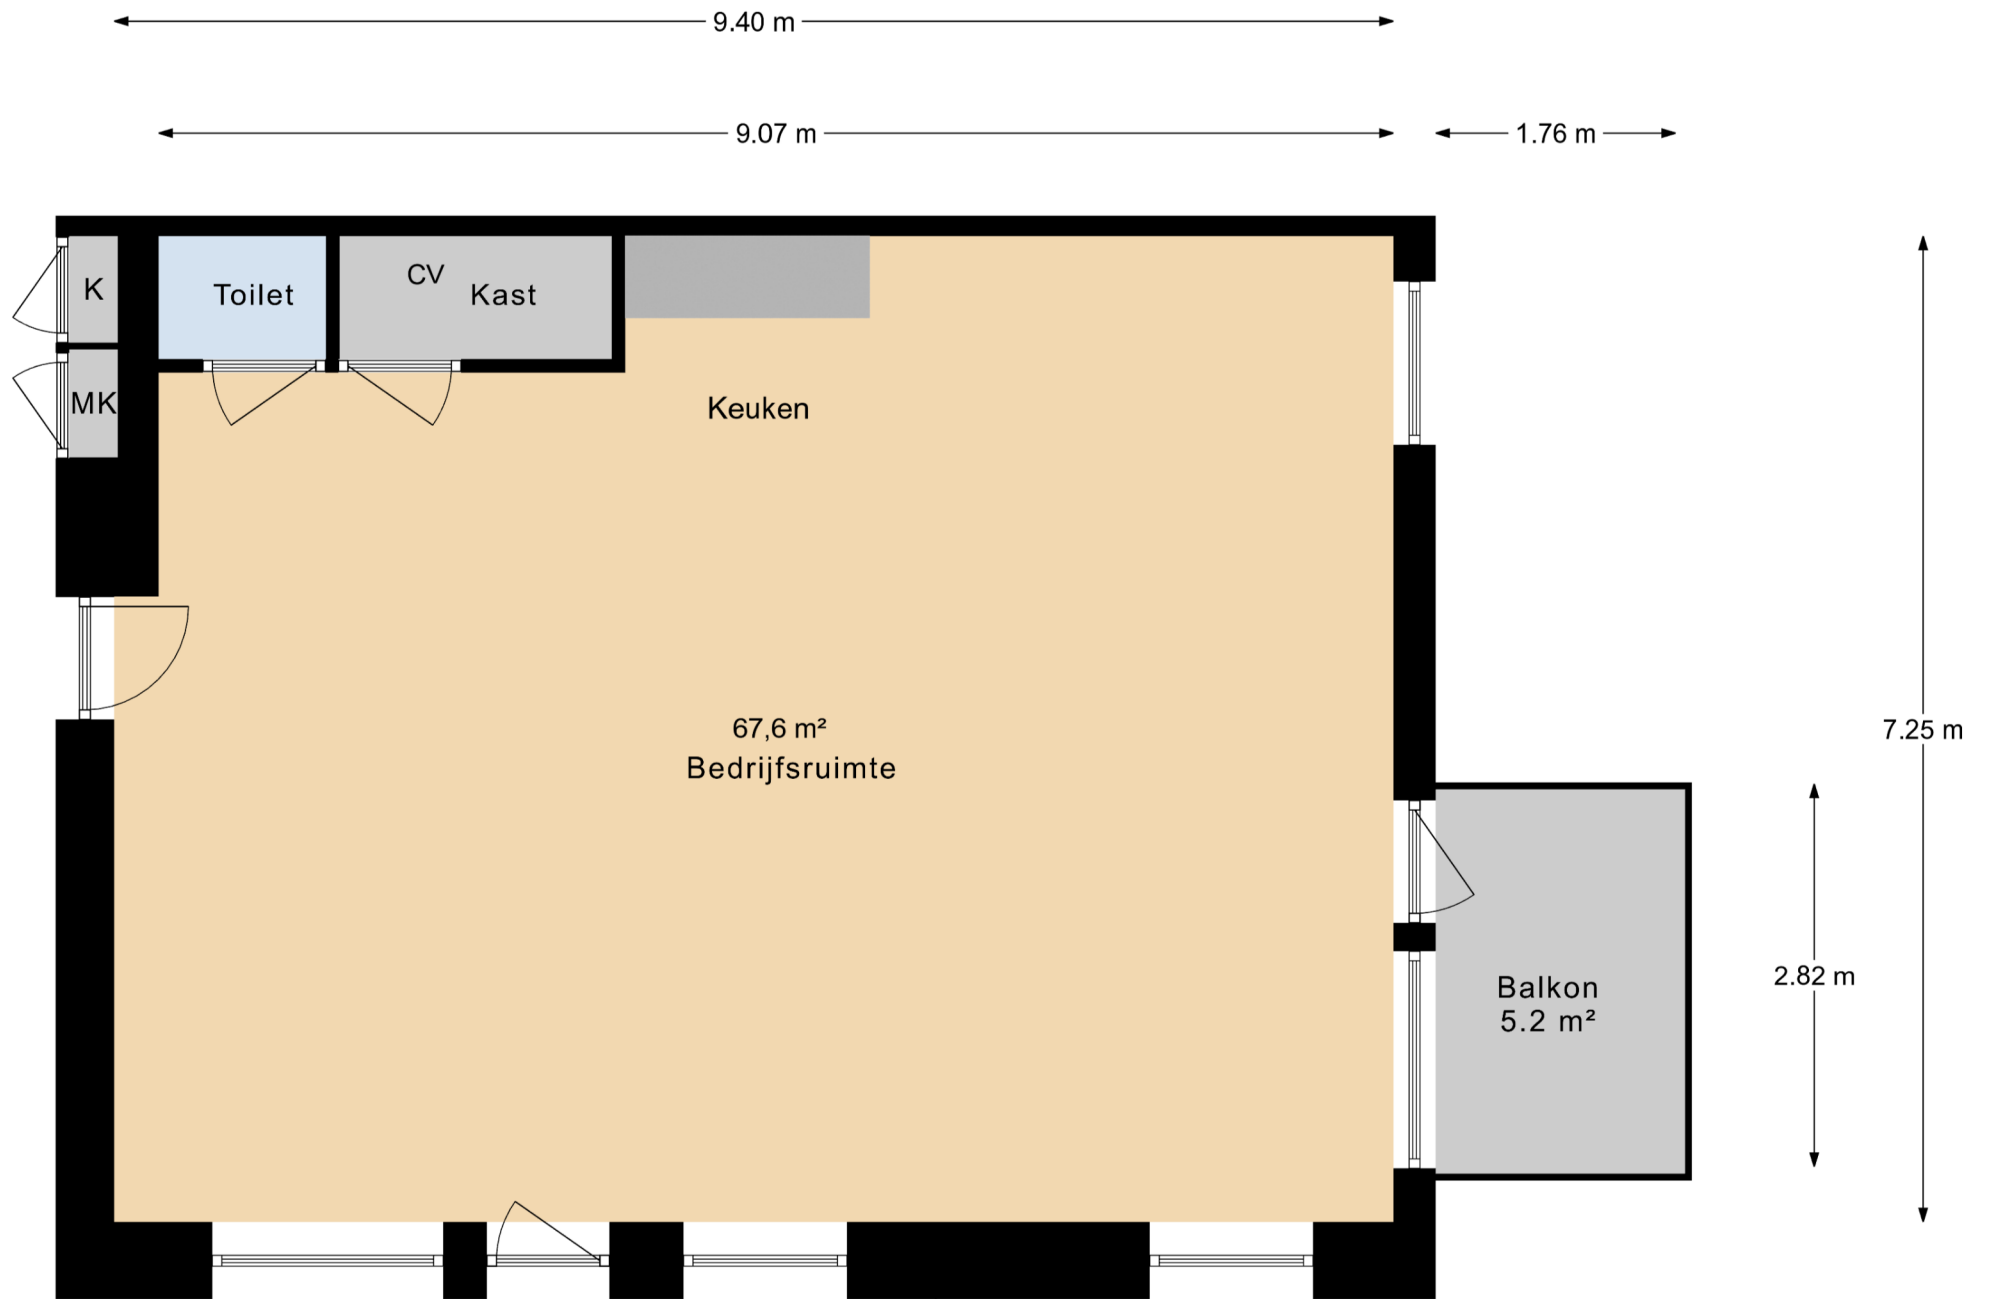 9.40 m
9.07 m
1.76 m
K
Toilet
CV
Kast
MK
Keuken
67,6 m²
Bedrijfsruimte
7.25 m
2.82 m
Balkon
5.2 m²